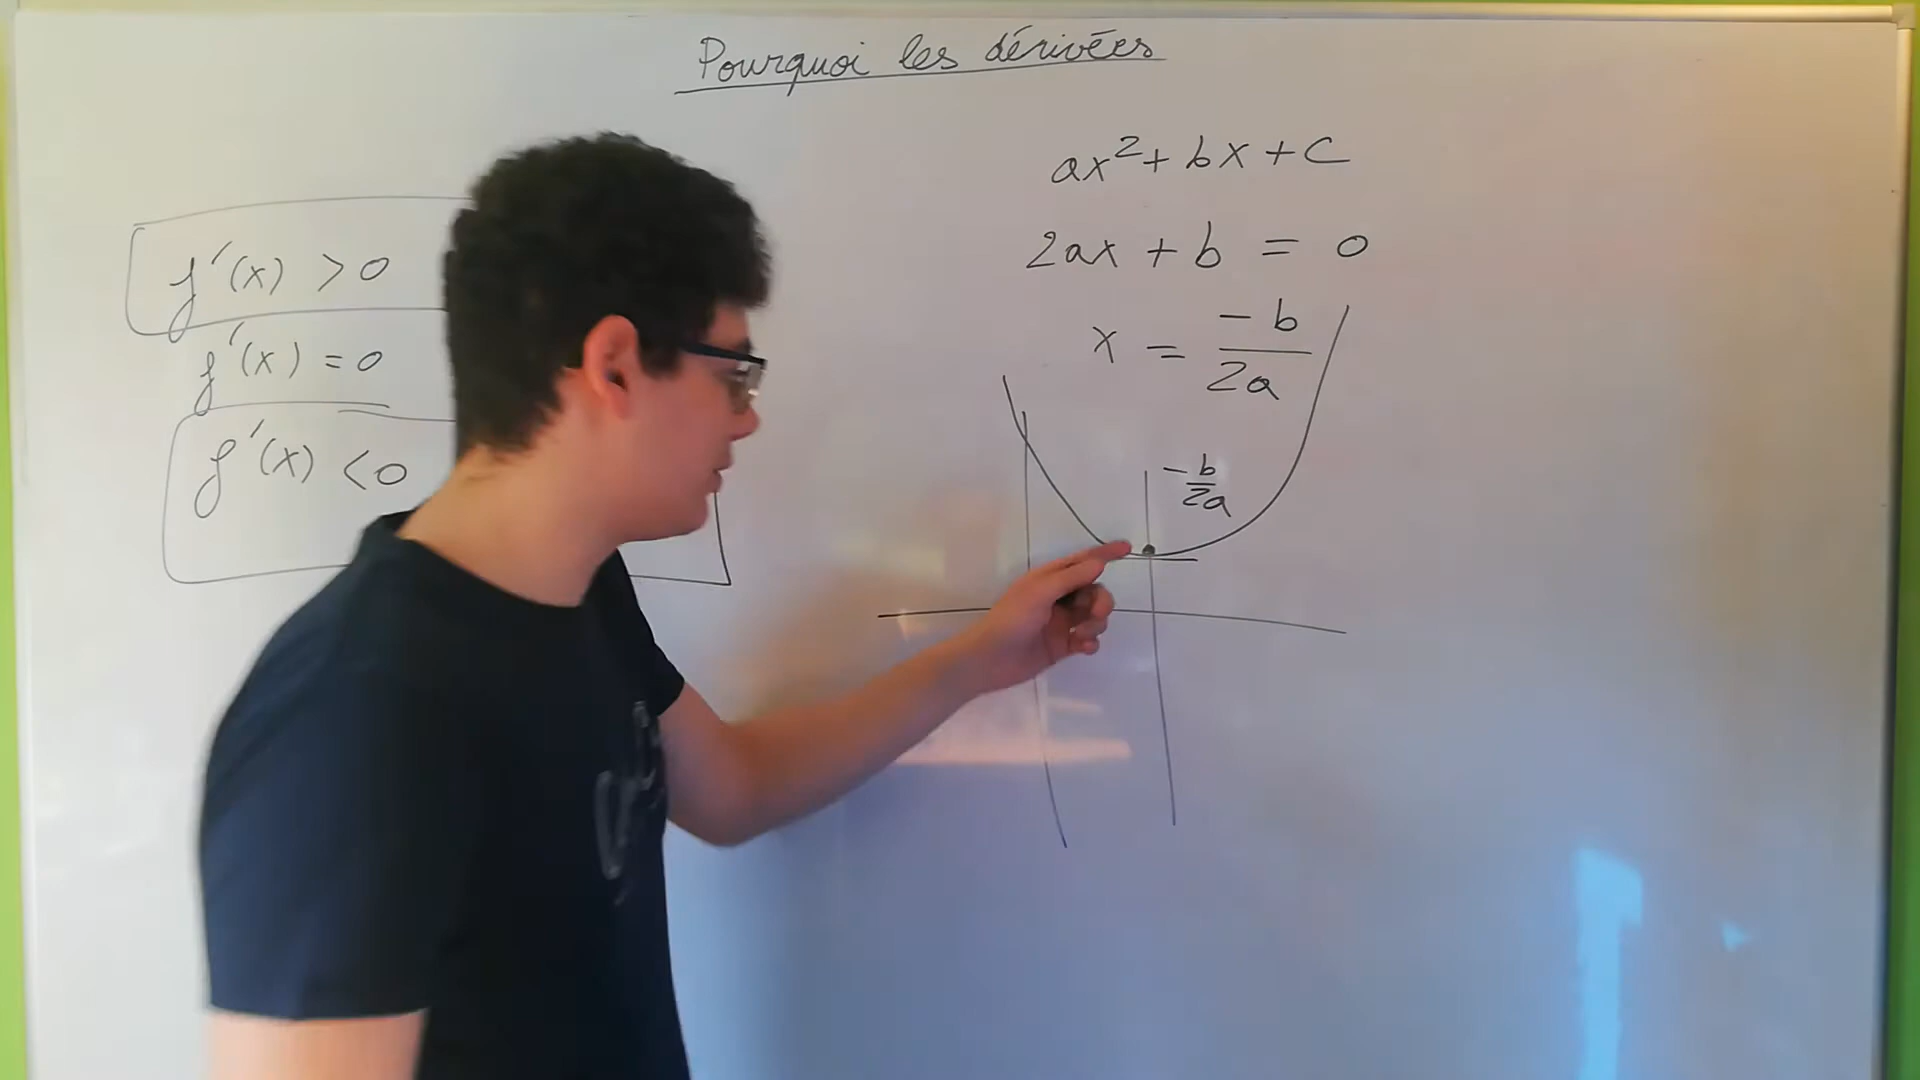 Pourquoi les dérivées
f'(x) > 0
f'(x) = 0
f'(x) < 0
ax² + bx + c
2ax + b = 0
x = -b/2a
-b/2a